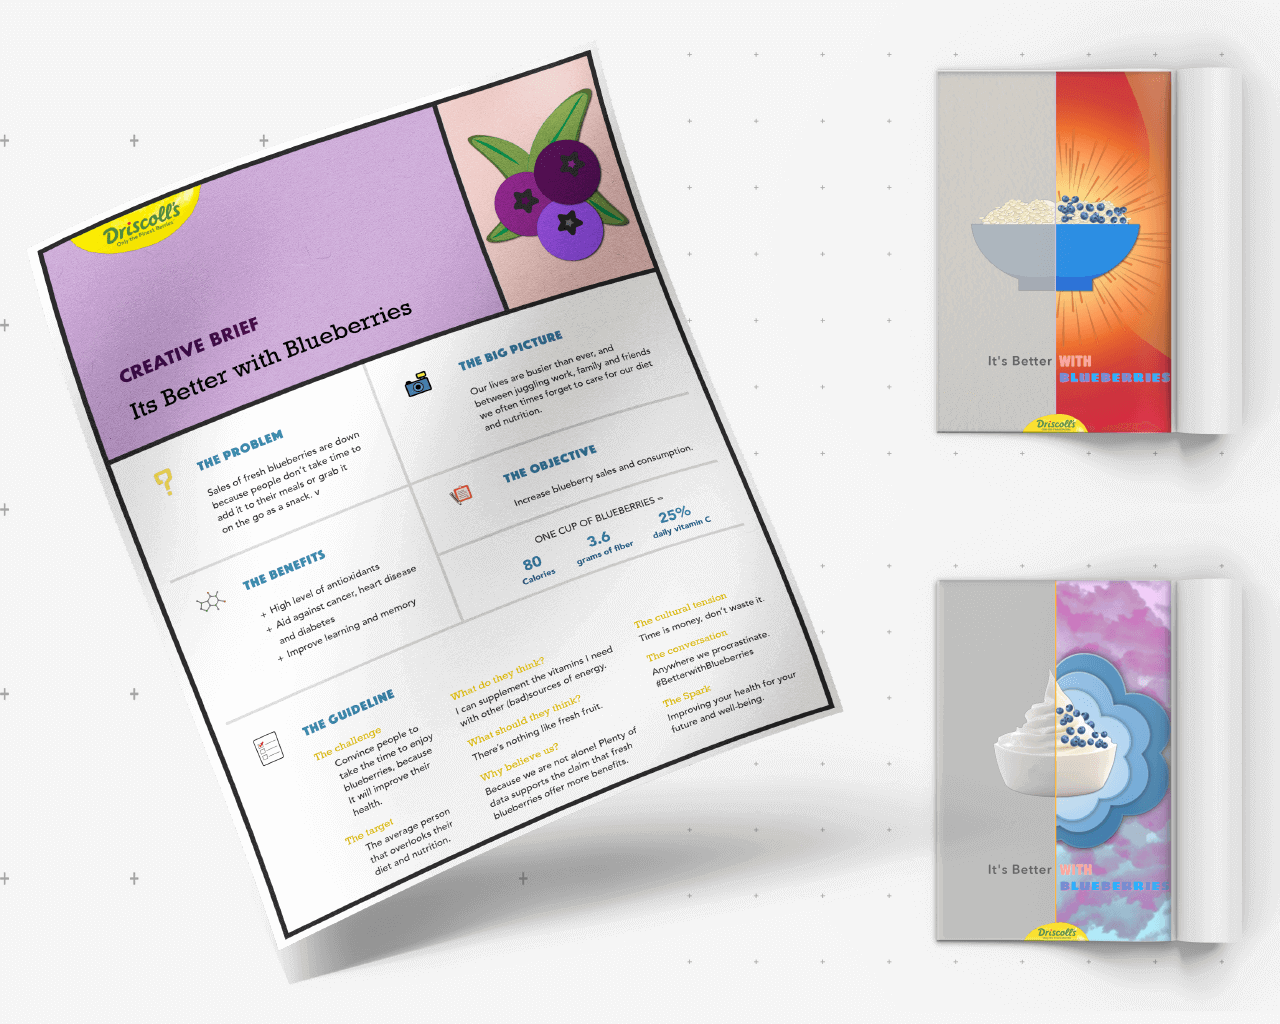 Driscoll's
Only the Finest Berries
CREATIVE BRIEF
Its Better with Blueberries
THE PROBLEM
Sales of fresh blueberries are down
because people don't take time to
add it to their meals or grab it
on the go as a snack. v
THE BENEFITS
+ High level of antioxidants
+ Aid against cancer, heart disease
and diabetes
+ Improve learning and memory
THE BIG PICTURE
Our lives are busier than ever, and
between juggling work, family and friends
we often times forget to care for our diet
and nutrition.
THE OBJECTIVE
Increase blueberry sales and consumption.
ONE CUP OF BLUEBERRIES =
80
Calories
3.6
grams of fiber
25%
daily vitamin C
THE GUIDELINE
The challenge
Convince people to
take the time to enjoy
blueberries, because
It will improve their
health.
The target
The average person
that overlooks their
diet and nutrition.
What do they think?
I can supplement the vitamins I need
with other (bad)sources of energy.
What should they think?
There's nothing like fresh fruit.
Why believe us?
Because we are not alone! Plenty of
data supports the claim that fresh
blueberries offer more benefits.
The cultural tension
Time is money, don't waste it.
The conversation
Anywhere we procrastinate.
#BetterwithBlueberries
The Spark
Improving your health for your
future and well-being.
It's Better WITH
BLUEBERRIES
Driscoll's
It's Better WITH
BLUEBERRIES
Driscoll's